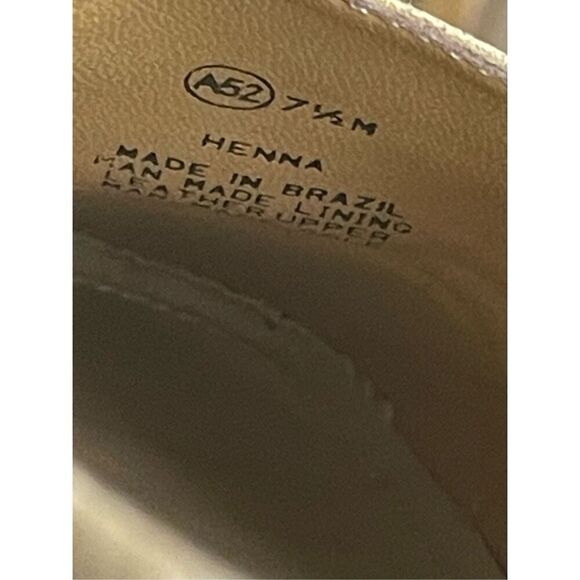 A52 7½M
HENNA
MADE IN BRAZIL
MAN MADE LINING
LEATHER UPPER